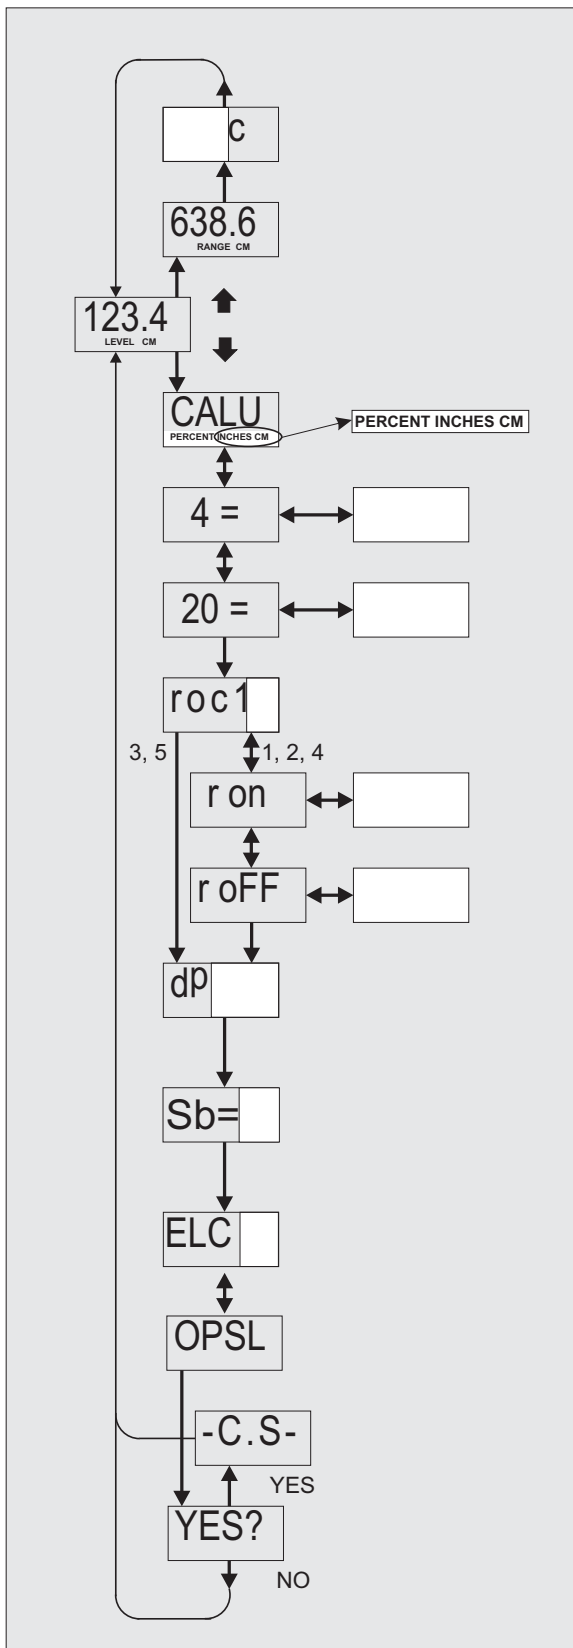 c
638.6
RANGE CM
123.4
LEVEL CM
CALU
PERCENT INCHES CM
PERCENT INCHES CM
4 =
20 =
roc1
3, 5
1, 2, 4
r on
r oFF
dP
Sb=
ELC
OPSL
-C.S-
YES
YES?
NO